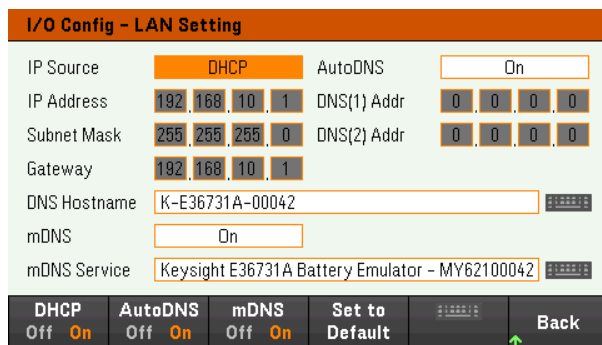 I/O Config - LAN Setting
IP Source DHCP AutoDNS On
IP Address 192.168.10.1 DNS(1) Addr 0.0.0.0
Subnet Mask 255.255.255.0 DNS(2) Addr 0.0.0.0
Gateway 192.168.10.1
DNS Hostname K-E36731A-00042
mDNS On
mDNS Service Keysight E36731A Battery Emulator - MY62100042
DHCP AutoDNS mDNS Set to Back
Off On Off On Off On Default